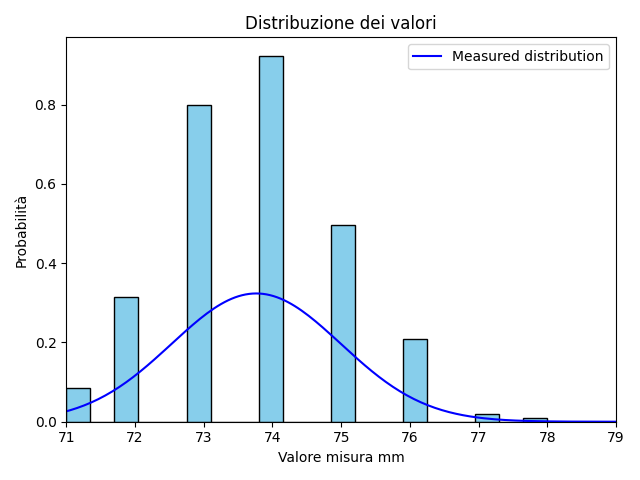 Distribuzione dei valori
Measured distribution
Probabilità
0.8
0.6
0.4
0.2
0.0
71 72 73 74 75 76 77 78 79
Valore misura mm